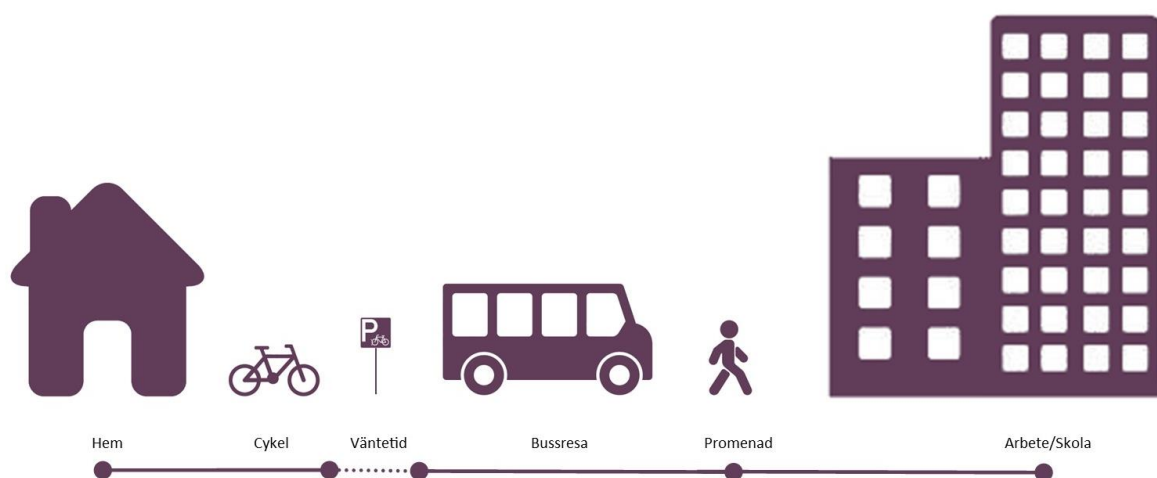 P
Hem
Cykel
Väntetid
Bussresa
Promenad
Arbete/Skola